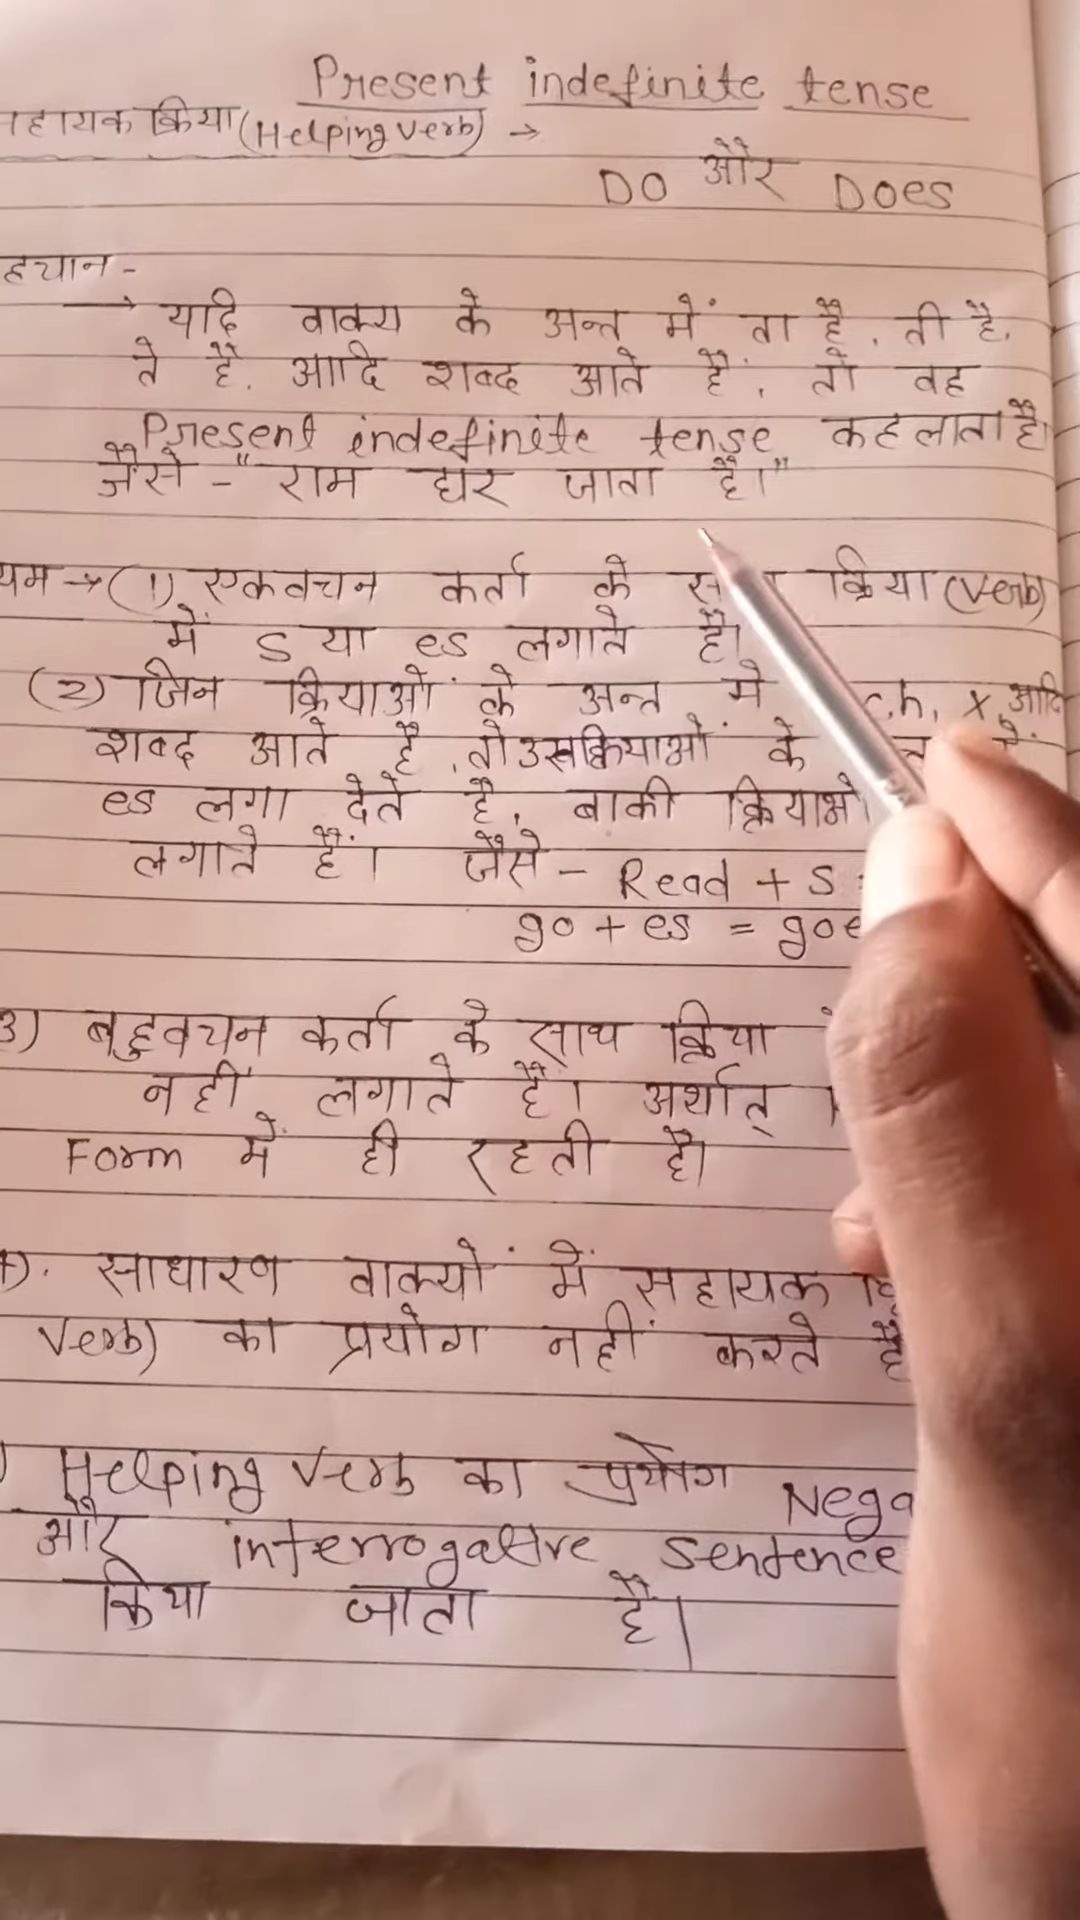 Present indefinite tense
हायक क्रिया (Helping verb) →
DO और Does
हचान -
→ यदि वाक्य के अन्त में ता है, ती है,
ते हैं, आदि शब्द आते हैं, तो वह
Present indefinite tense कहलाता है।
जैसे - "राम घर जाता है।"
यम → (1) एकवचन कर्ता के क्रिया (Verb)
में s या es लगाते है।
(2) जिन क्रियाओं के अन्त मे ch, x, आदि
शब्द आते है, तो उसक्रियाओं के
es लगा देते है, बाकी क्रियाओ
लगाते हैं। जैसे - Read + s
go + es = goe
3) बहुवचन कर्ता के साथ क्रिया
नहीं लगाते हैं। अर्थात्
Form में ही रहती है।
साधारण वाक्यों में सहायक
Verb) का प्रयोग नहीं करते है
Helping Verb का प्रयोग Nega
और interrogative sentence
किया जाता है।